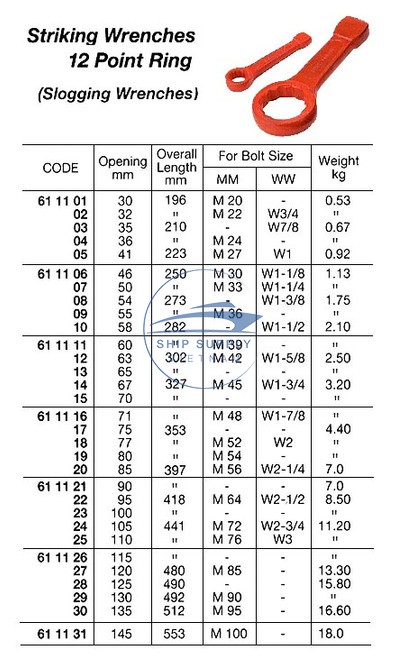 Striking Wrenches
12 Point Ring
(Slogging Wrenches)
CODE Opening mm Overall Length mm For Bolt Size MM WW Weight kg
61 11 01 30 196 M 20 - 0.53
02 32 " M 22 W3/4 "
03 35 210 - W7/8 0.67
04 36 " M 24 - "
05 41 223 M 27 W1 0.92
61 11 06 46 250 M 30 W1-1/8 1.13
07 50 " M 33 W1-1/4 "
08 54 273 - W1-3/8 1.75
09 55 " M 36 - "
10 58 282 - W1-1/2 2.10
61 11 11 60 " M 39 - "
12 63 302 M 42 W1-5/8 2.50
13 65 " - - "
14 67 327 M 45 W1-3/4 3.20
15 70 " - - "
61 11 16 71 " M 48 W1-7/8 "
17 75 353 - - 4.40
18 77 " M 52 W2 "
19 80 " M 54 - "
20 85 397 M 56 W2-1/4 7.0
61 11 21 90 " - - 7.0
22 95 418 M 64 W2-1/2 8.50
23 100 " - - "
24 105 441 M 72 W2-3/4 11.20
25 110 " M 76 W3 "
61 11 26 115 " - - "
27 120 480 M 85 - 13.30
28 125 490 - - 15.80
29 130 492 M 90 - "
30 135 512 M 95 - 16.60
61 11 31 145 553 M 100 - 18.0
SHIP SUPPLY